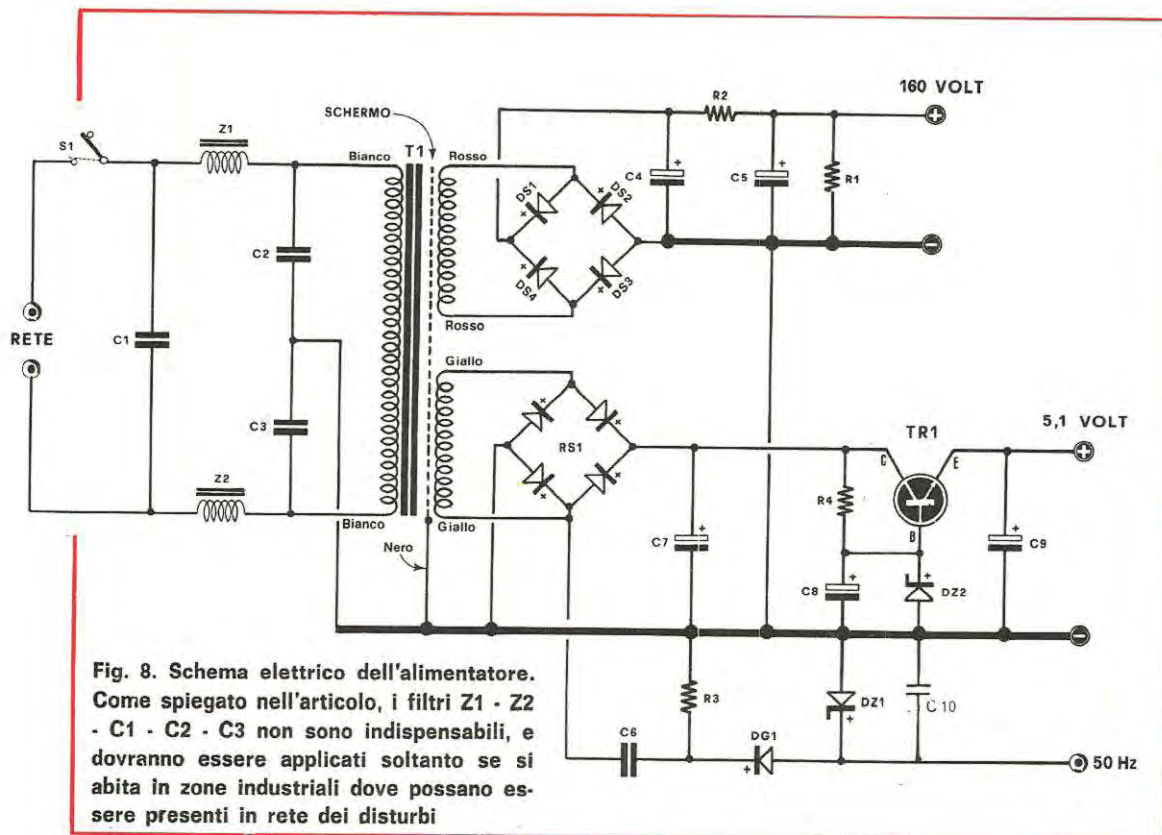 160 VOLT
R2
SCHERMO
S1
Z1
Bianco
T1
Rosso
C4
+
C5
+
R1
DS1
DS2
C2
DS4
DS3
RETE
C1
Rosso
Giallo
C3
RS1
TR1
5,1 VOLT
C
E
R4
B
Z2
Bianco
Giallo
Nero
C7
+
C8
+
DZ2
+
C9
+
Fig. 8. Schema elettrico dell'alimentatore.
Come spiegato nell'articolo, i filtri Z1 - Z2
- C1 - C2 - C3 non sono indispensabili, e
dovranno essere applicati soltanto se si
abita in zone industriali dove possano es-
sere presenti in rete dei disturbi
R3
C6
DG1
+
DZ1
+
C 10
50 Hz